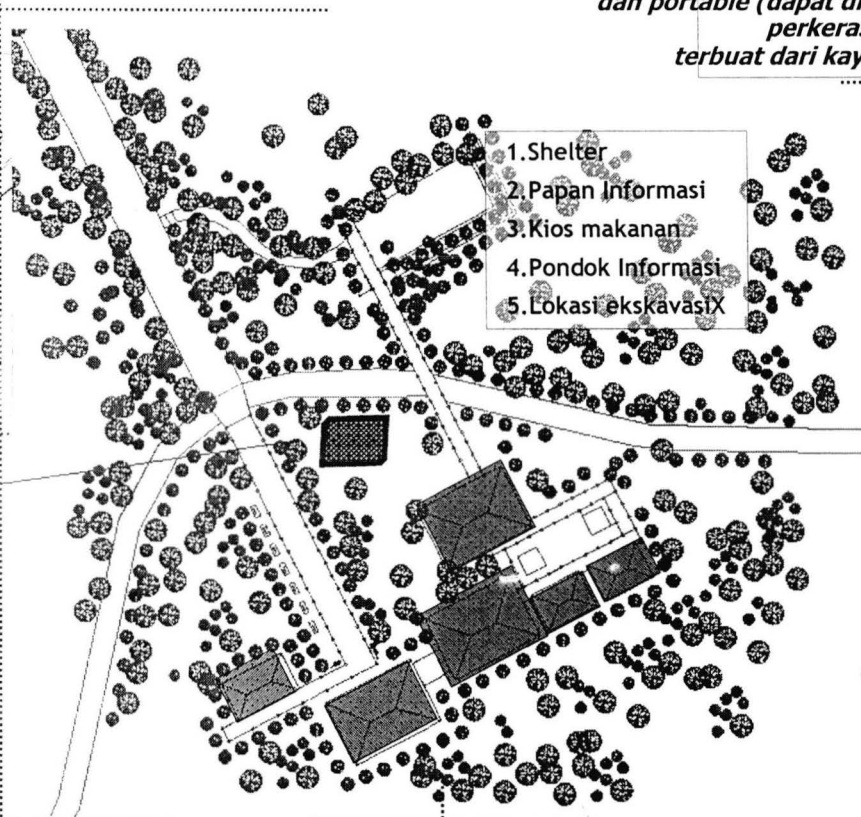 dan portable (dapat
perkeras
terbuat dari kay
1.Shelter
2.Papan Informasi
3.Kios makanan
4.Pondok Informasi
5.Lokasi ekskavasiX